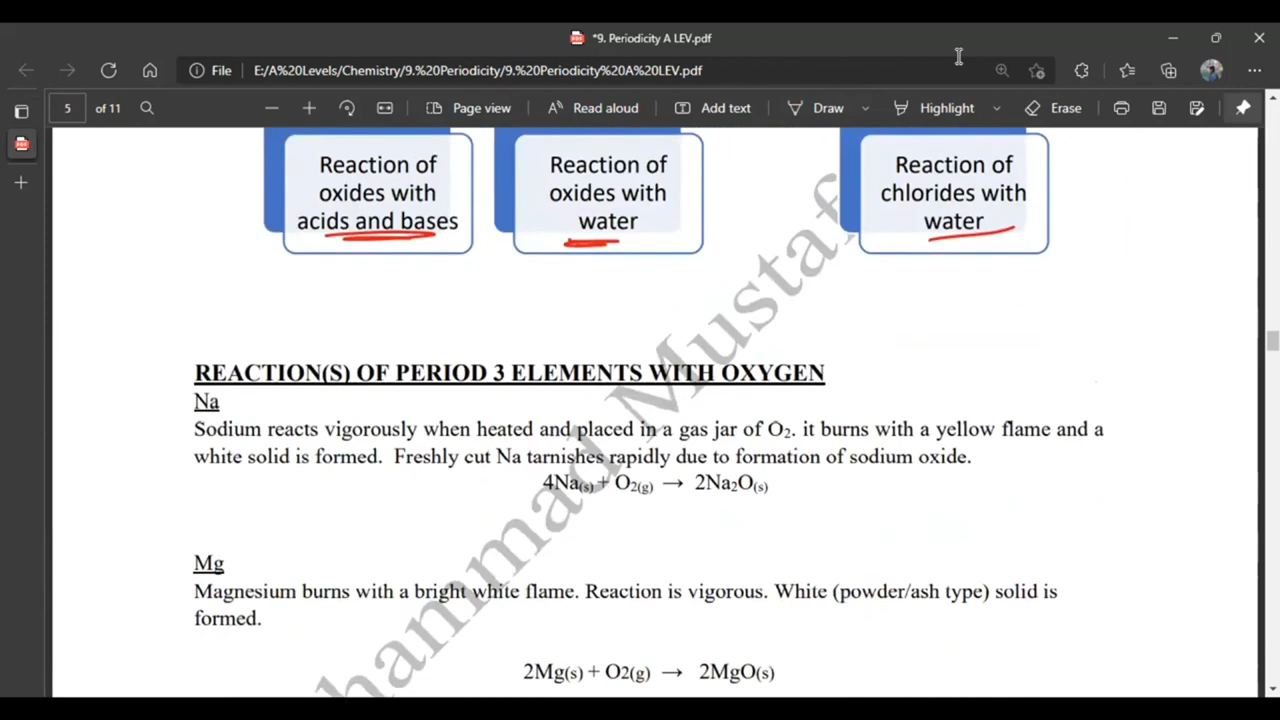 *9. Periodicity A LEV.pdf
File E:/A%20Levels/Chemistry/9.%20Periodicity/9.%20Periodicity%20A%20LEV.pdf
5 of 11 Page view Read aloud Add text Draw Highlight Erase
Reaction of
oxides with
acids and bases
Reaction of
oxides with
water
Reaction of
chlorides with
water
REACTION(S) OF PERIOD 3 ELEMENTS WITH OXYGEN
Na
Sodium reacts vigorously when heated and placed in a gas jar of O₂. it burns with a yellow flame and a
white solid is formed. Freshly cut Na tarnishes rapidly due to formation of sodium oxide.
4Na(s) + O₂(g) → 2Na₂O(s)
Mg
Magnesium burns with a bright white flame. Reaction is vigorous. White (powder/ash type) solid is
formed.
2Mg(s) + O2(g) → 2MgO(s)
hammad Mustaf